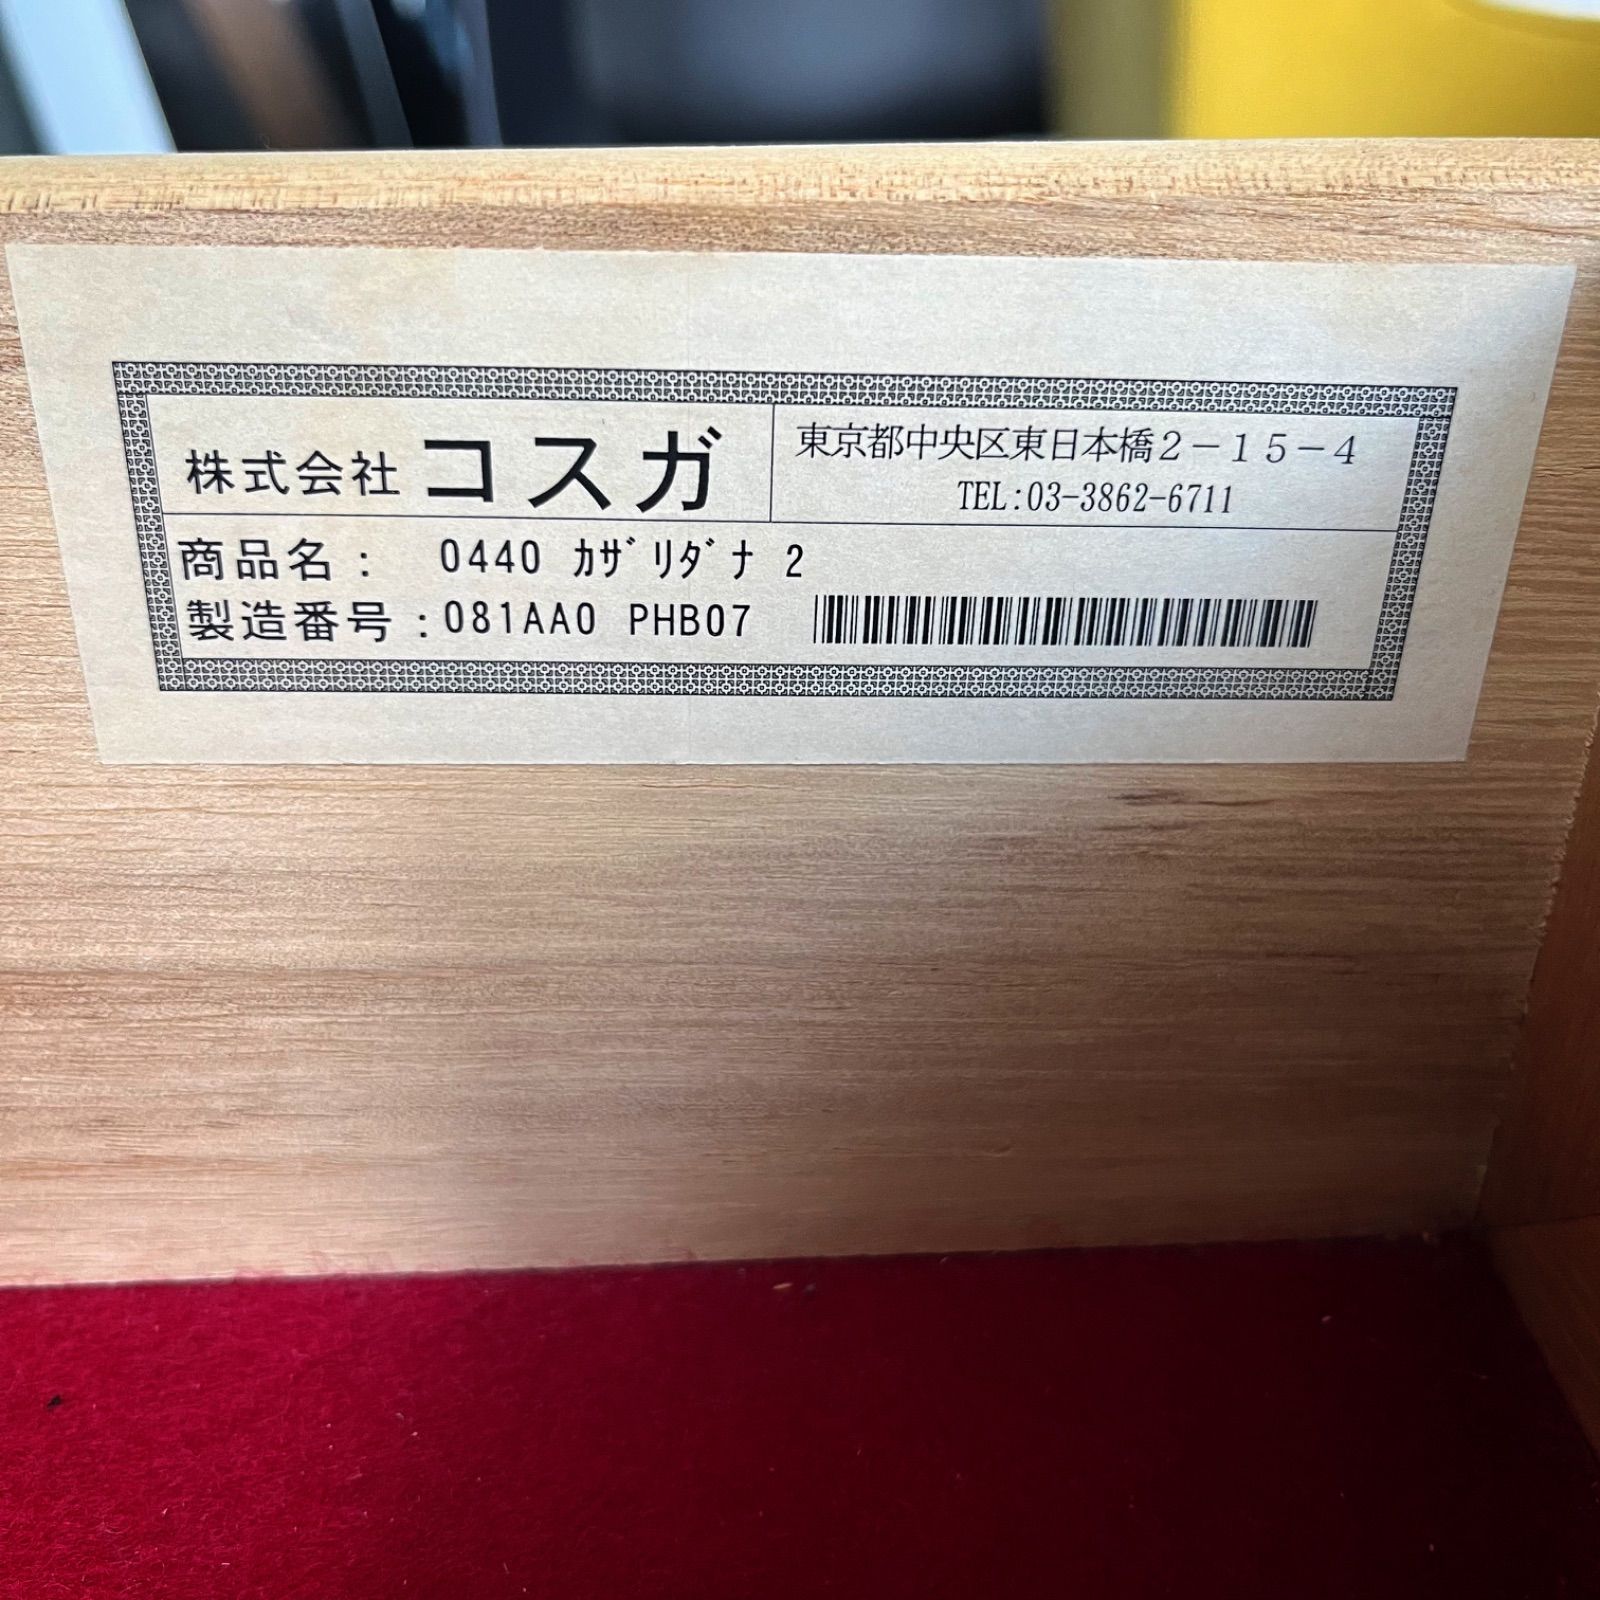 株式会社 コスガ
東京都中央区東日本橋2-15-4
TEL:03-3862-6711
商品名: 0440 ｶｻﾞﾘﾀﾞﾅ 2
製造番号:081AA0 PHB07